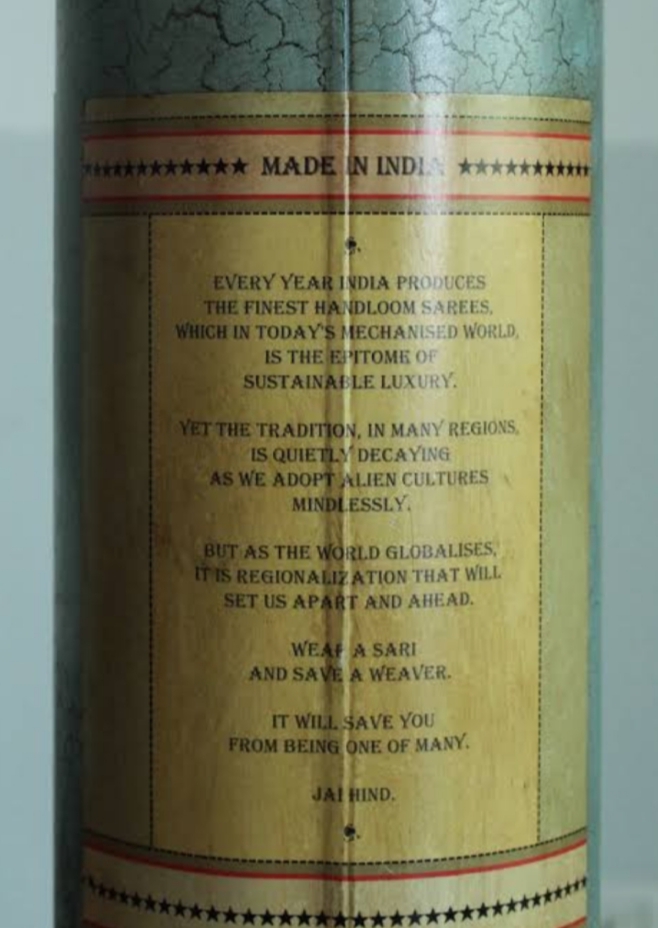 MADE IN INDIA
EVERY YEAR INDIA PRODUCES
THE FINEST HANDLOOM SAREES,
WHICH IN TODAY'S MECHANISED WORLD,
IS THE EPITOME OF
SUSTAINABLE LUXURY.
YET THE TRADITION, IN MANY REGIONS,
IS QUIETLY DECAYING
AS WE ADOPT ALIEN CULTURES
MINDLESSLY.
BUT AS THE WORLD GLOBALISES,
IT IS REGIONALIZATION THAT WILL
SET US APART AND AHEAD.
WEAR A SARI
AND SAVE A WEAVER.
IT WILL SAVE YOU
FROM BEING ONE OF MANY.
JAI HIND.